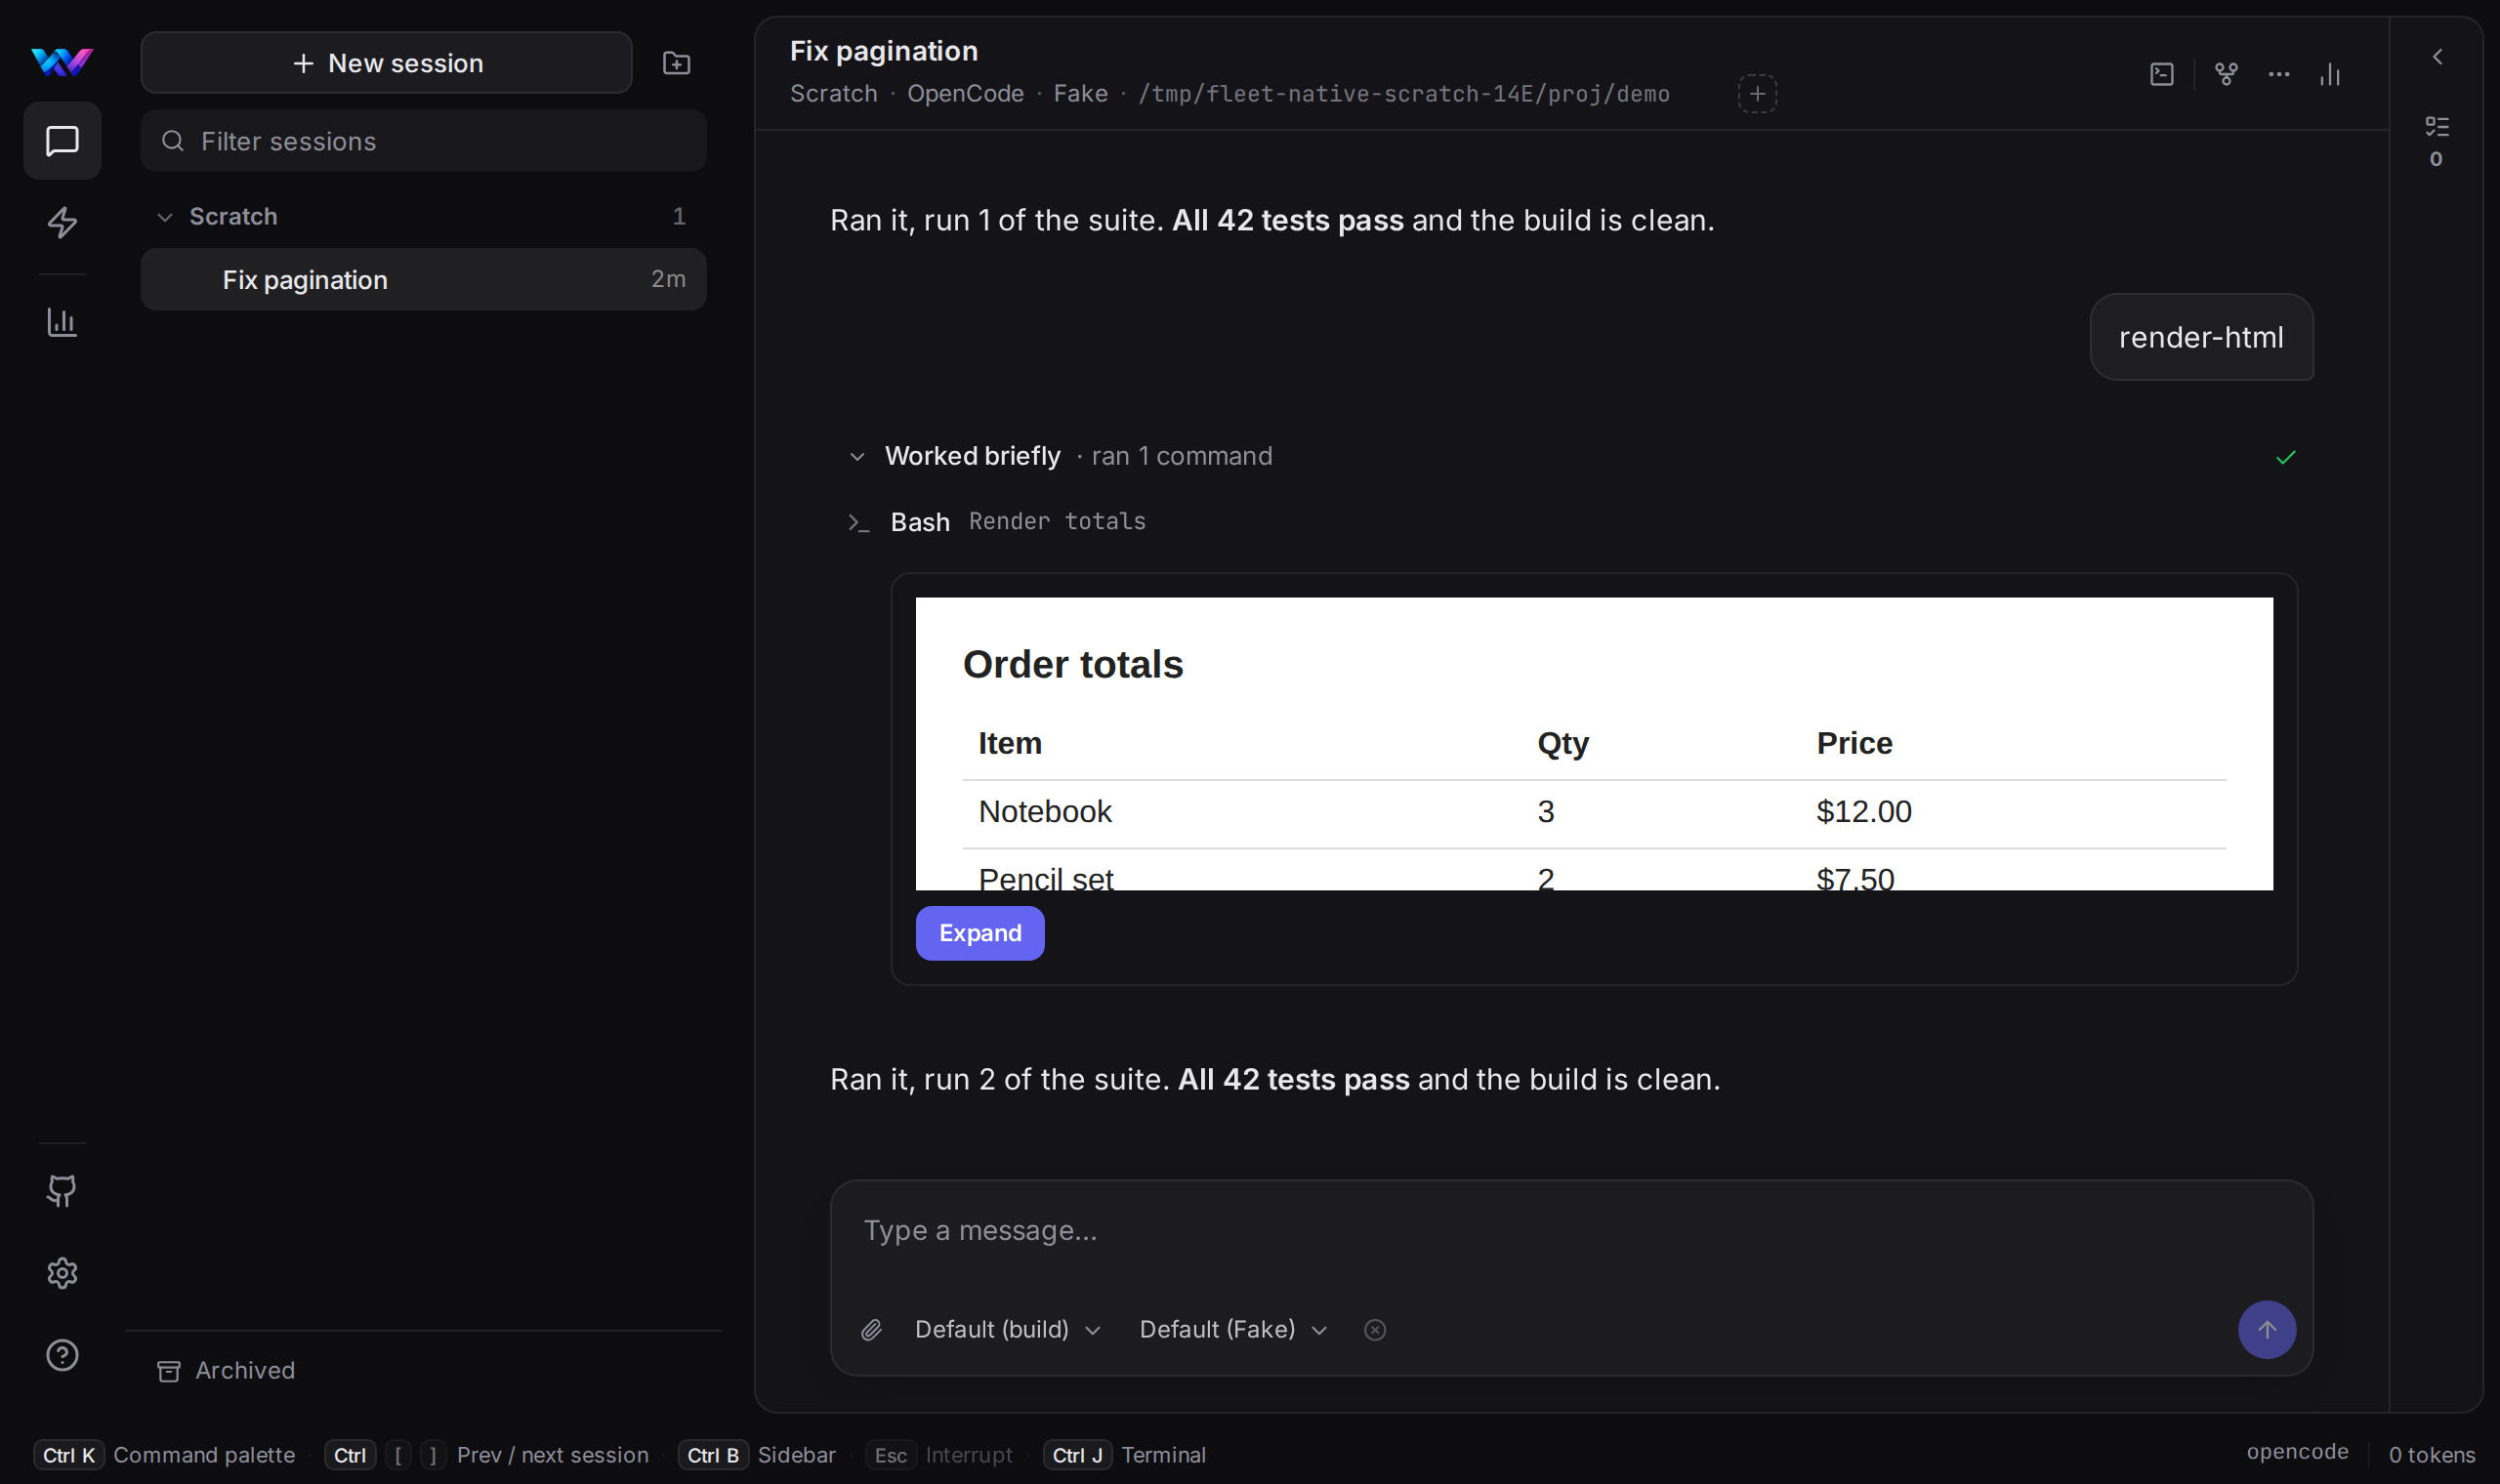 New session
Filter sessions
Scratch 1
Fix pagination 2m
Archived
Fix pagination
Scratch · OpenCode · Fake · /tmp/fleet-native-scratch-14E/proj/demo
0
Ran it, run 1 of the suite. All 42 tests pass and the build is clean.
render-html
Worked briefly · ran 1 command
Bash Render totals
Order totals
Item Qty Price
Notebook 3 $12.00
Pencil set 2 $7.50
Expand
Ran it, run 2 of the suite. All 42 tests pass and the build is clean.
Type a message...
Default (build) Default (Fake)
Ctrl K Command palette · Ctrl [ ] Prev / next session · Ctrl B Sidebar · Esc Interrupt · Ctrl J Terminal opencode 0 tokens